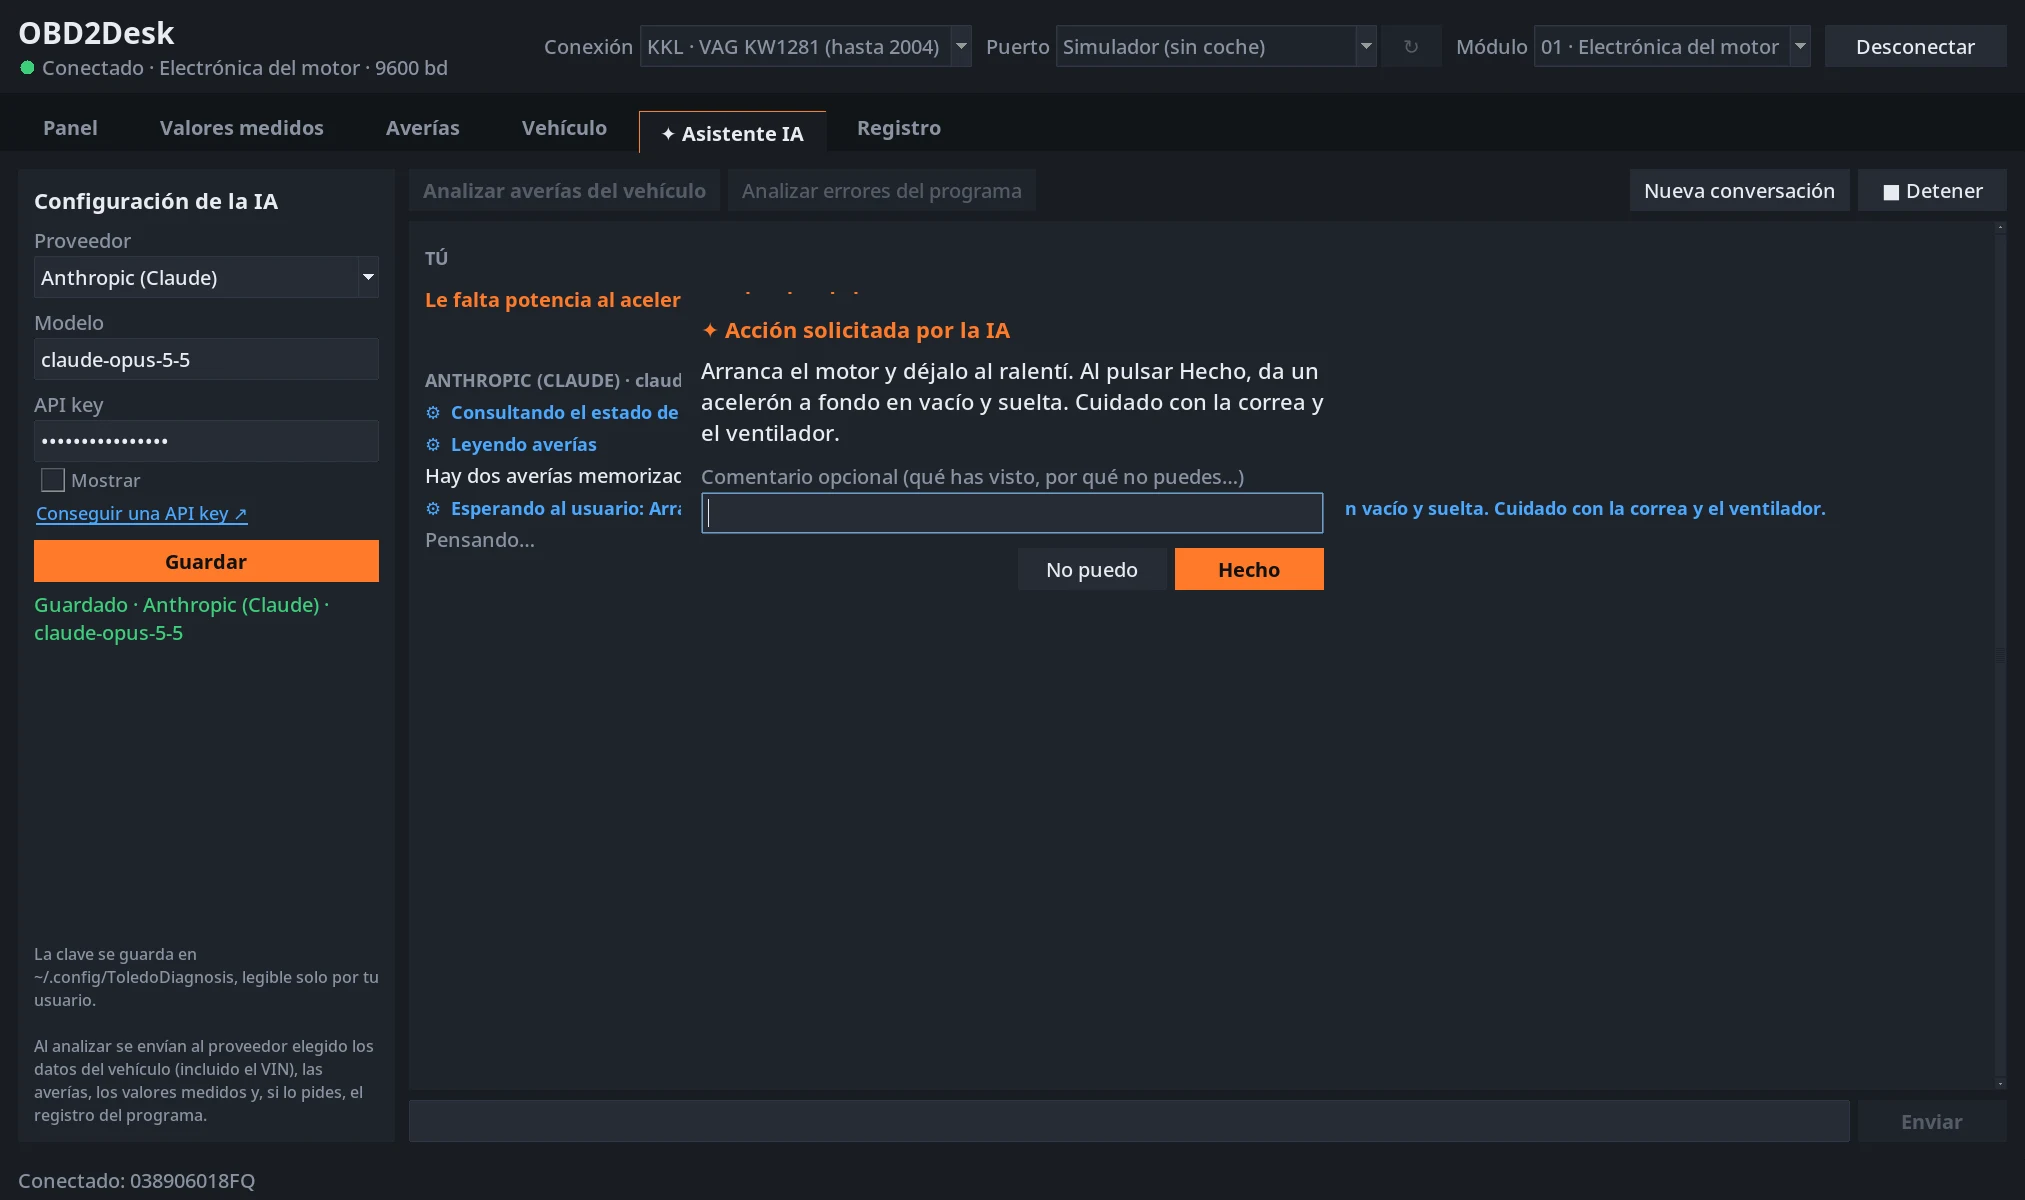 OBD2Desk
Conectado · Electrónica del motor · 9600 bd
Conexión KKL · VAG KW1281 (hasta 2004) Puerto Simulador (sin coche) ↻ Módulo 01 · Electrónica del motor Desconectar
Panel Valores medidos Averías Vehículo ✦ Asistente IA Registro
Configuración de la IA
Proveedor
Anthropic (Claude)
Modelo
claude-opus-5-5
API key
••••••••••••••••
Mostrar
Conseguir una API key ↗
Guardar
Guardado · Anthropic (Claude) ·
claude-opus-5-5
La clave se guarda en
~/.config/ToledoDiagnosis, legible solo por tu
usuario.
Al analizar se envían al proveedor elegido los
datos del vehículo (incluido el VIN), las
averías, los valores medidos y, si lo pides, el
registro del programa.
Analizar averías del vehículo Analizar errores del programa Nueva conversación ■ Detener
TÚ
Le falta potencia al aceler
ANTHROPIC (CLAUDE) · claud
⚙ Consultando el estado de
⚙ Leyendo averías
Hay dos averías memorizad
⚙ Esperando al usuario: Arra
n vacío y suelta. Cuidado con la correa y el ventilador.
Pensando...
✦ Acción solicitada por la IA
Arranca el motor y déjalo al ralentí. Al pulsar Hecho, da un
acelerón a fondo en vacío y suelta. Cuidado con la correa y
el ventilador.
Comentario opcional (qué has visto, por qué no puedes...)
No puedo Hecho
Enviar
Conectado: 038906018FQ